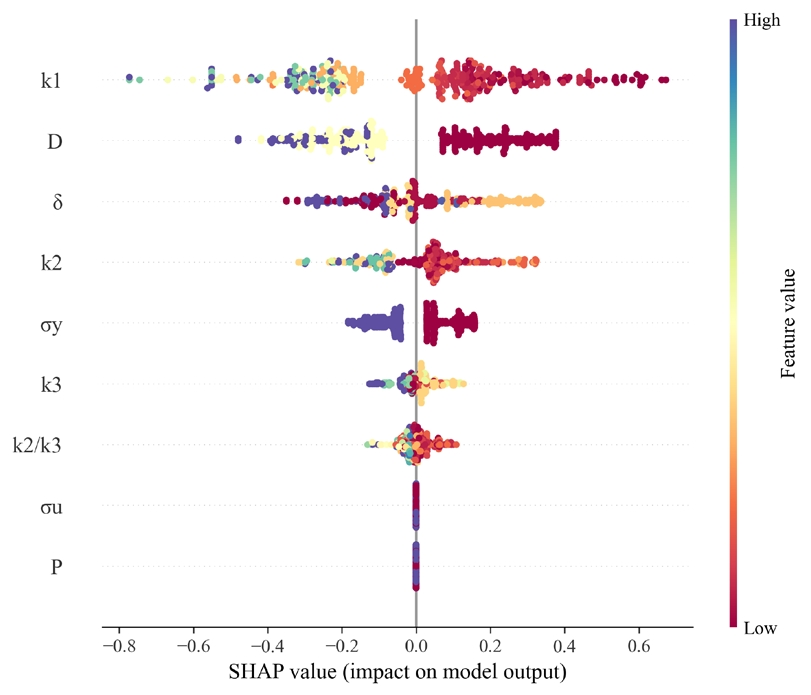 High
k1
D
δ
k2
σy
k3
k2/k3
σu
P
Feature value
Low
−0.8 −0.6 −0.4 −0.2 0.0 0.2 0.4 0.6
SHAP value (impact on model output)